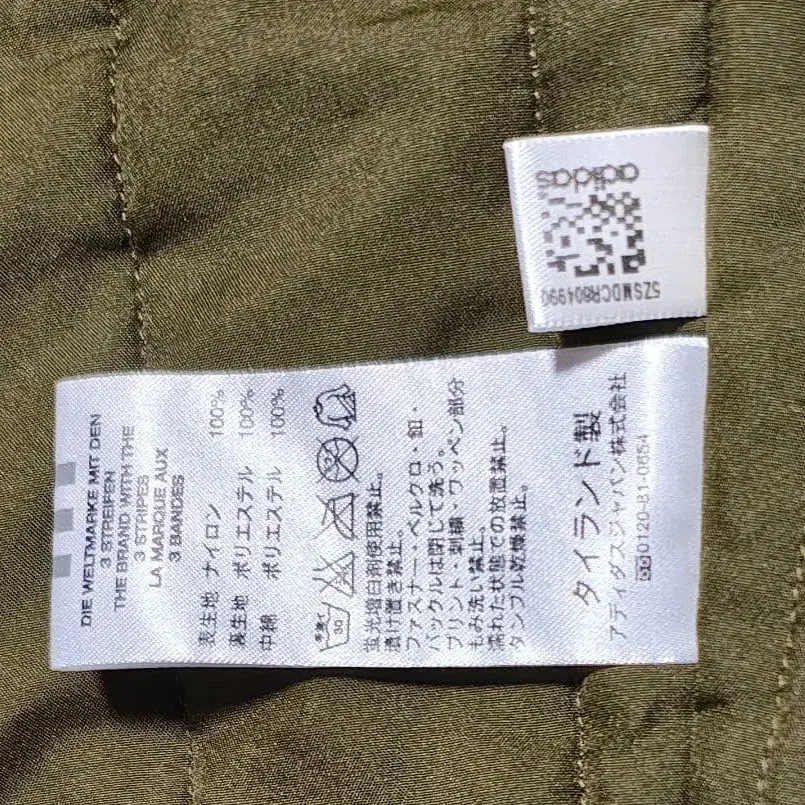 DIE WELTMARKE MIT DEN
3 STREIFEN
THE BRAND WITH THE
3 STRIPES
LA MARQUE AUX
3 BANDES
表生地 ナイロン 100%
裏生地 ポリエステル 100%
中綿 ポリエステル 100%
30
蛍光増白剤使用禁止。
漬け置き禁止。
ファスナー・ベルクロ・釦・
バックルは閉じて洗う。
プリント・刺繍・ワッペン部分
もみ洗い禁止。
濡れた状態での放置禁止。
タンブル乾燥禁止。
タイランド製
アディダスジャパン株式会社
0120-81-0654
adidas
SZSMDCR804990